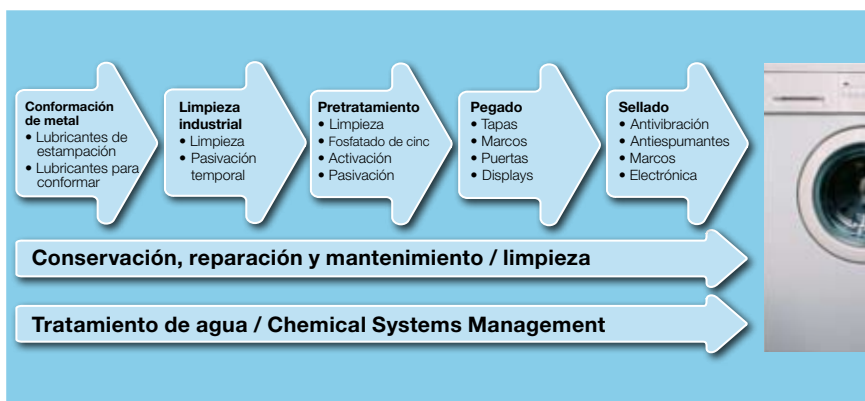 Conformación
de metal
• Lubricantes de
estampación
• Lubricantes para
conformar
Limpieza
industrial
• Limpieza
• Pasivación
temporal
Pretratamiento
• Limpieza
• Fosfatado de cinc
• Activación
• Pasivación
Pegado
• Tapas
• Marcos
• Puertas
• Displays
Sellado
• Antivibración
• Antiespumantes
• Marcos
• Electrónica
Conservación, reparación y mantenimiento / limpieza
Tratamiento de agua / Chemical Systems Management